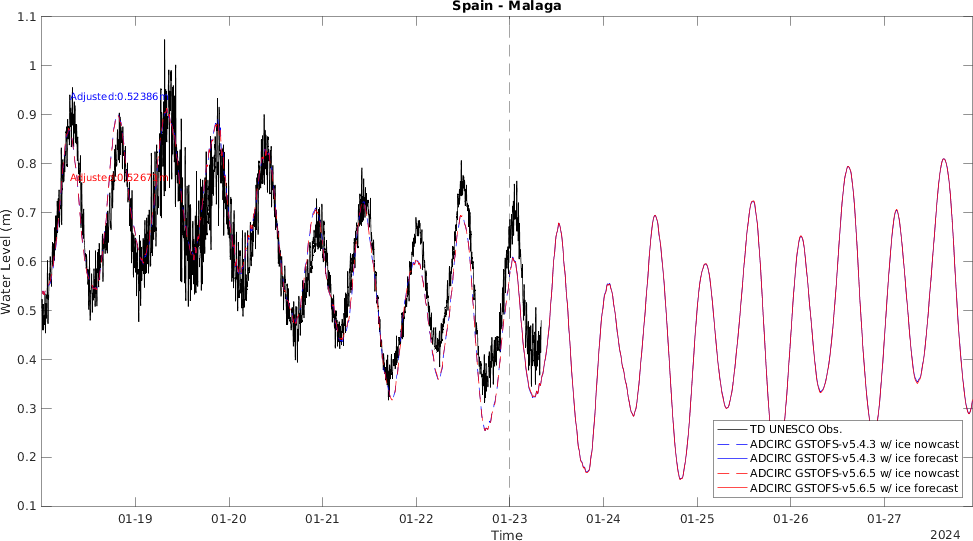 Spain - Malaga
1.1
1
0.9
0.8
0.7
0.6
0.5
0.4
0.3
0.2
0.1
Water Level (m)
Adjusted:0.52386m
01-19
01-20
01-21
01-22
01-23
01-24
01-25
01-26
01-27
Time
2024
TD UNESCO Obs.
ADCIRC GSTOFS-v5.4.3 w/ ice nowcast
ADCIRC GSTOFS-v5.4.3 w/ ice forecast
ADCIRC GSTOFS-v5.6.5 w/ ice nowcast
ADCIRC GSTOFS-v5.6.5 w/ ice forecast